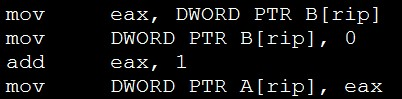 mov eax, DWORD PTR B[rip]
mov DWORD PTR B[rip], 0
add eax, 1
mov DWORD PTR A[rip], eax